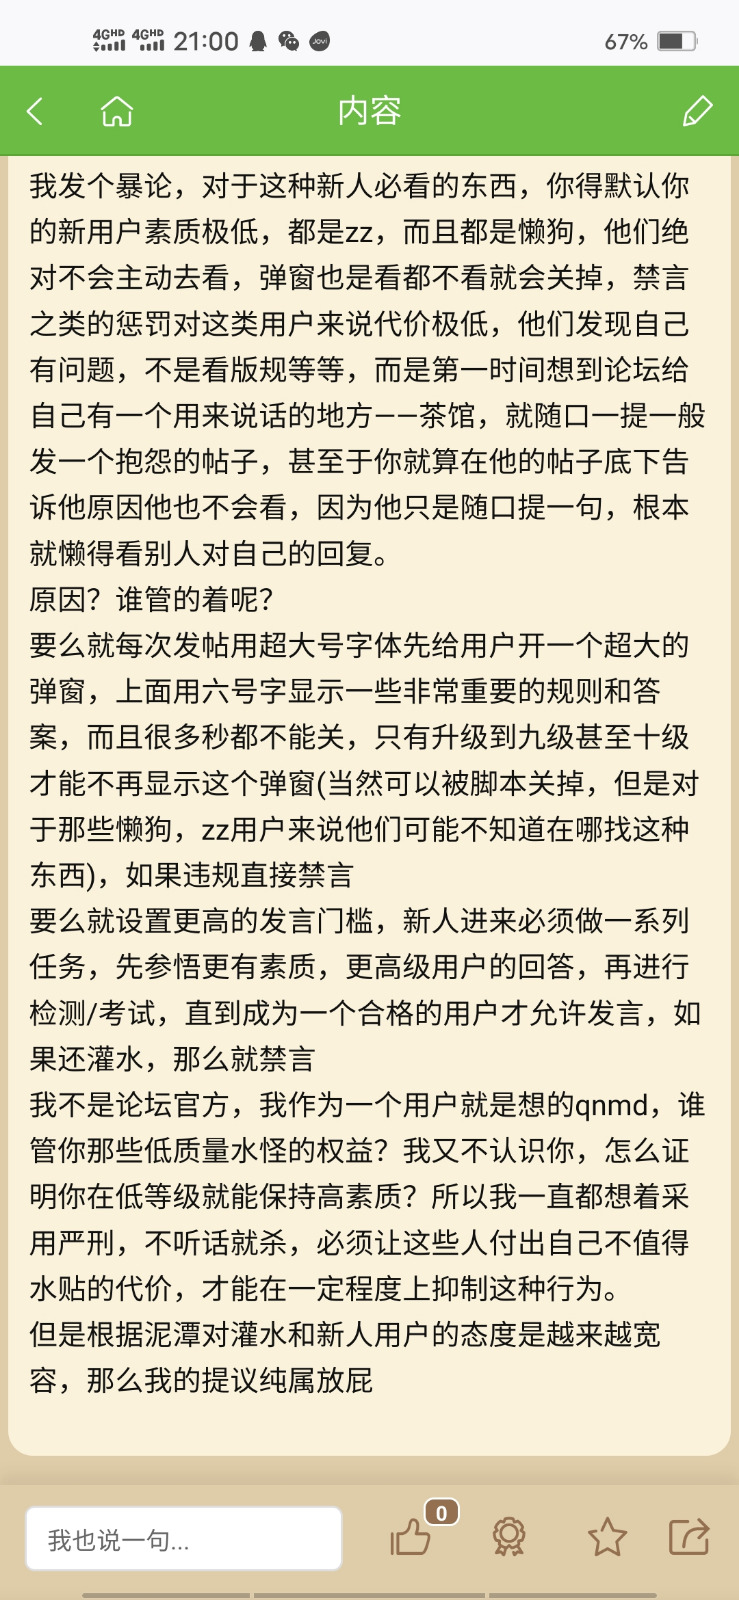 4GHD 4GHD 21:00 Jovi 67%
内容
我发个暴论，对于这种新人必看的东西，你得默认你
的新用户素质极低，都是zz，而且都是懒狗，他们绝
对不会主动去看，弹窗也是看都不看就会关掉，禁言
之类的惩罚对这类用户来说代价极低，他们发现自己
有问题，不是看版规等等，而是第一时间想到论坛给
自己有一个用来说话的地方——茶馆，就随口一提一般
发一个抱怨的帖子，甚至于你就算在他的帖子底下告
诉他原因他也不会看，因为他只是随口提一句，根本
就懒得看别人对自己的回复。
原因？谁管的着呢？
要么就每次发帖用超大号字体先给用户开一个超大的
弹窗，上面用六号字显示一些非常重要的规则和答
案，而且很多秒都不能关，只有升级到九级甚至十级
才能不再显示这个弹窗(当然可以被脚本关掉，但是对
于那些懒狗，zz用户来说他们可能不知道在哪找这种
东西)，如果违规直接禁言
要么就设置更高的发言门槛，新人进来必须做一系列
任务，先参悟更有素质，更高级用户的回答，再进行
检测/考试，直到成为一个合格的用户才允许发言，如
果还灌水，那么就禁言
我不是论坛官方，我作为一个用户就是想的qnmd，谁
管你那些低质量水怪的权益？我又不认识你，怎么证
明你在低等级就能保持高素质？所以我一直都想着采
用严刑，不听话就杀，必须让这些人付出自己不值得
水贴的代价，才能在一定程度上抑制这种行为。
但是根据泥潭对灌水和新人用户的态度是越来越宽
容，那么我的提议纯属放屁
我也说一句...
0